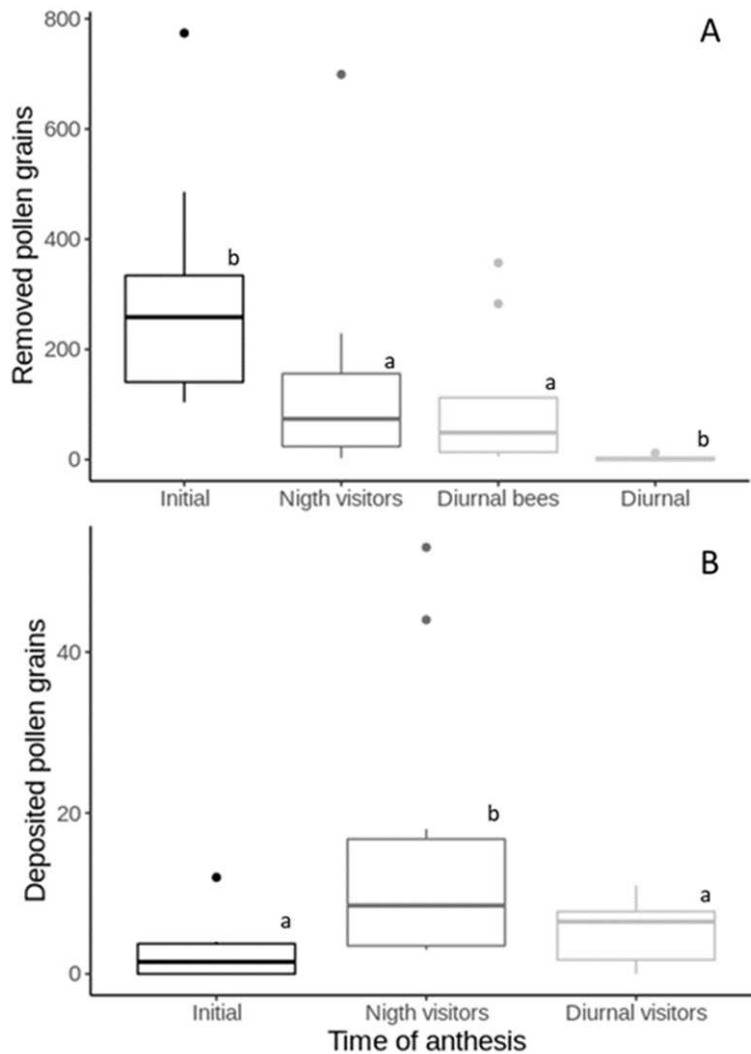 A
Removed pollen grains
800
600
400
200
0
b
a
a
b
Initial
Nigth visitors
Diurnal bees
Diurnal
B
Deposited pollen grains
40
20
0
a
b
a
Initial
Nigth visitors
Diurnal visitors
Time of anthesis